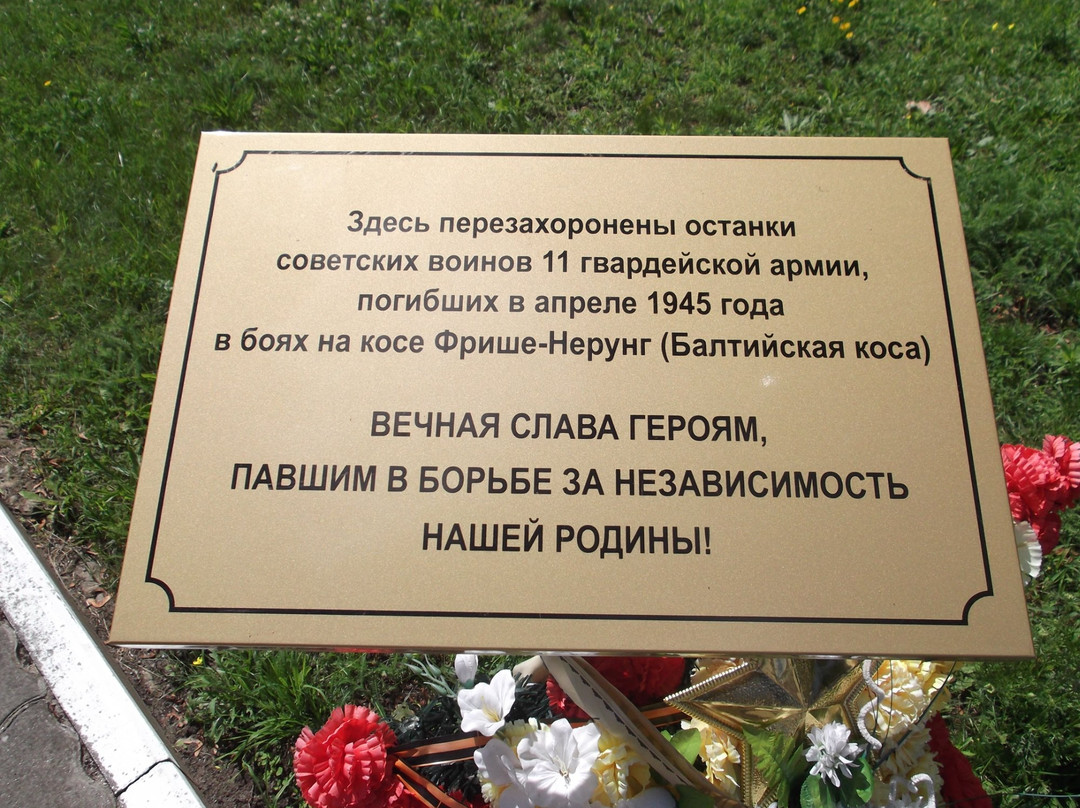 Здесь перезахоронены останки
советских воинов 11 гвардейской армии,
погибших в апреле 1945 года
в боях на косе Фрише-Нерунг (Балтийская коса)
ВЕЧНАЯ СЛАВА ГЕРОЯМ,
ПАВШИМ В БОРЬБЕ ЗА НЕЗАВИСИМОСТЬ
НАШЕЙ РОДИНЫ!